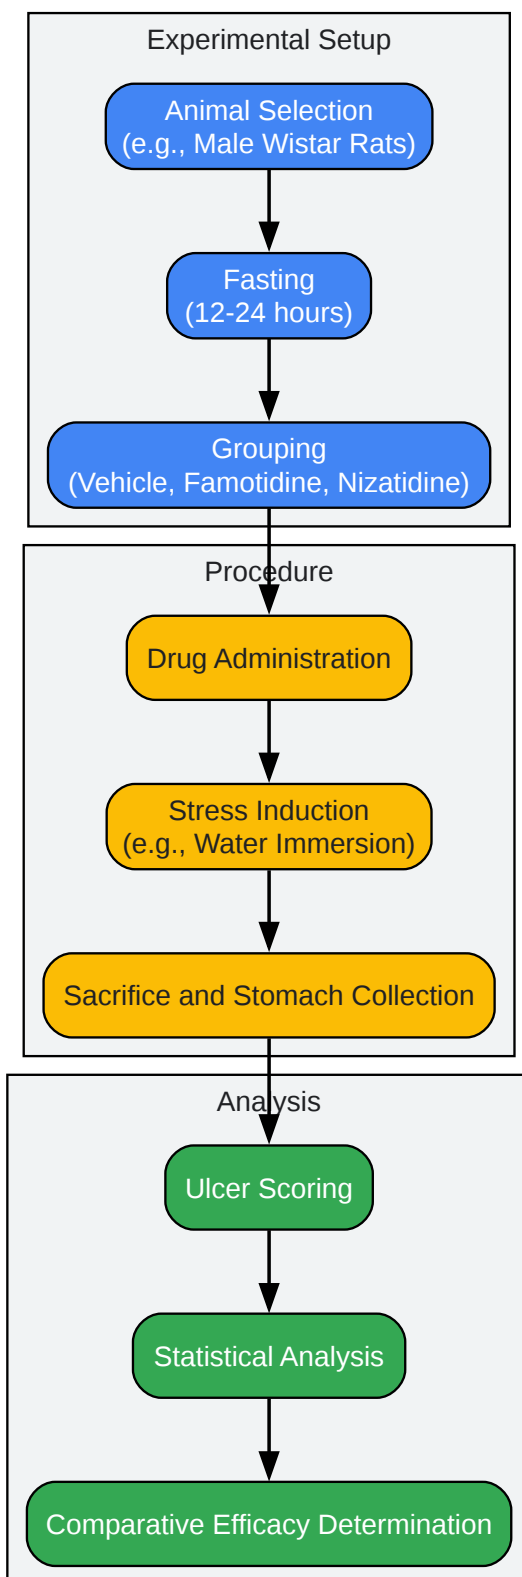 Experimental Setup
Animal Selection
(e.g., Male Wistar Rats)
Fasting
(12-24 hours)
Grouping
(Vehicle, Famotidine, Nizatidine)
Procedure
Drug Administration
Stress Induction
(e.g., Water Immersion)
Sacrifice and Stomach Collection
Analysis
Ulcer Scoring
Statistical Analysis
Comparative Efficacy Determination